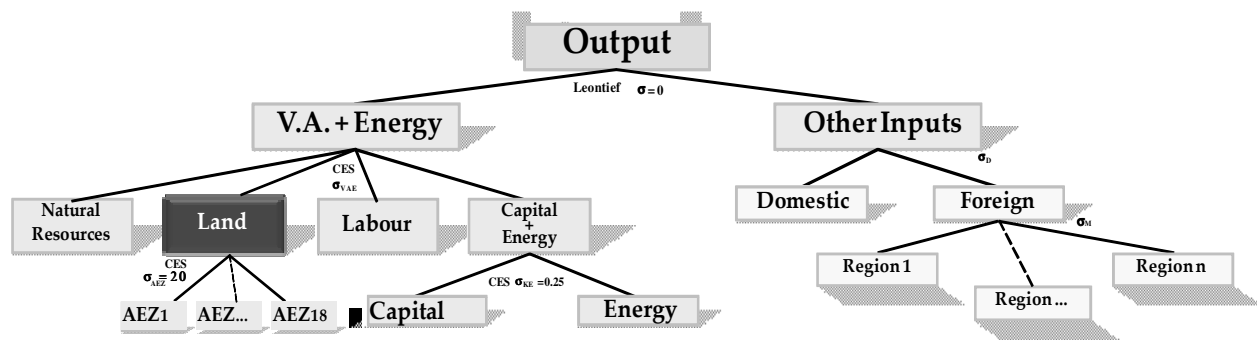 Output
Leontief σ=0
V.A. + Energy
Other Inputs
CES
σVAE
σD
Natural
Resources
Land
Labour
Capital
+
Energy
Domestic
Foreign
σM
CES
σAEZ= 20
CES σKE =0.25
Region 1
Region ...
Region n
AEZ1
AEZ...
AEZ18
Capital
Energy